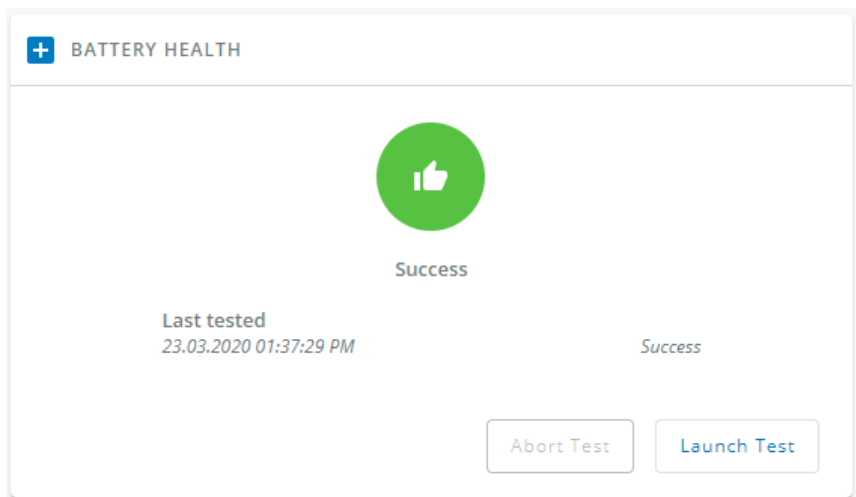 BATTERY HEALTH
Success
Last tested
23.03.2020 01:37:29 PM Success
Abort Test Launch Test